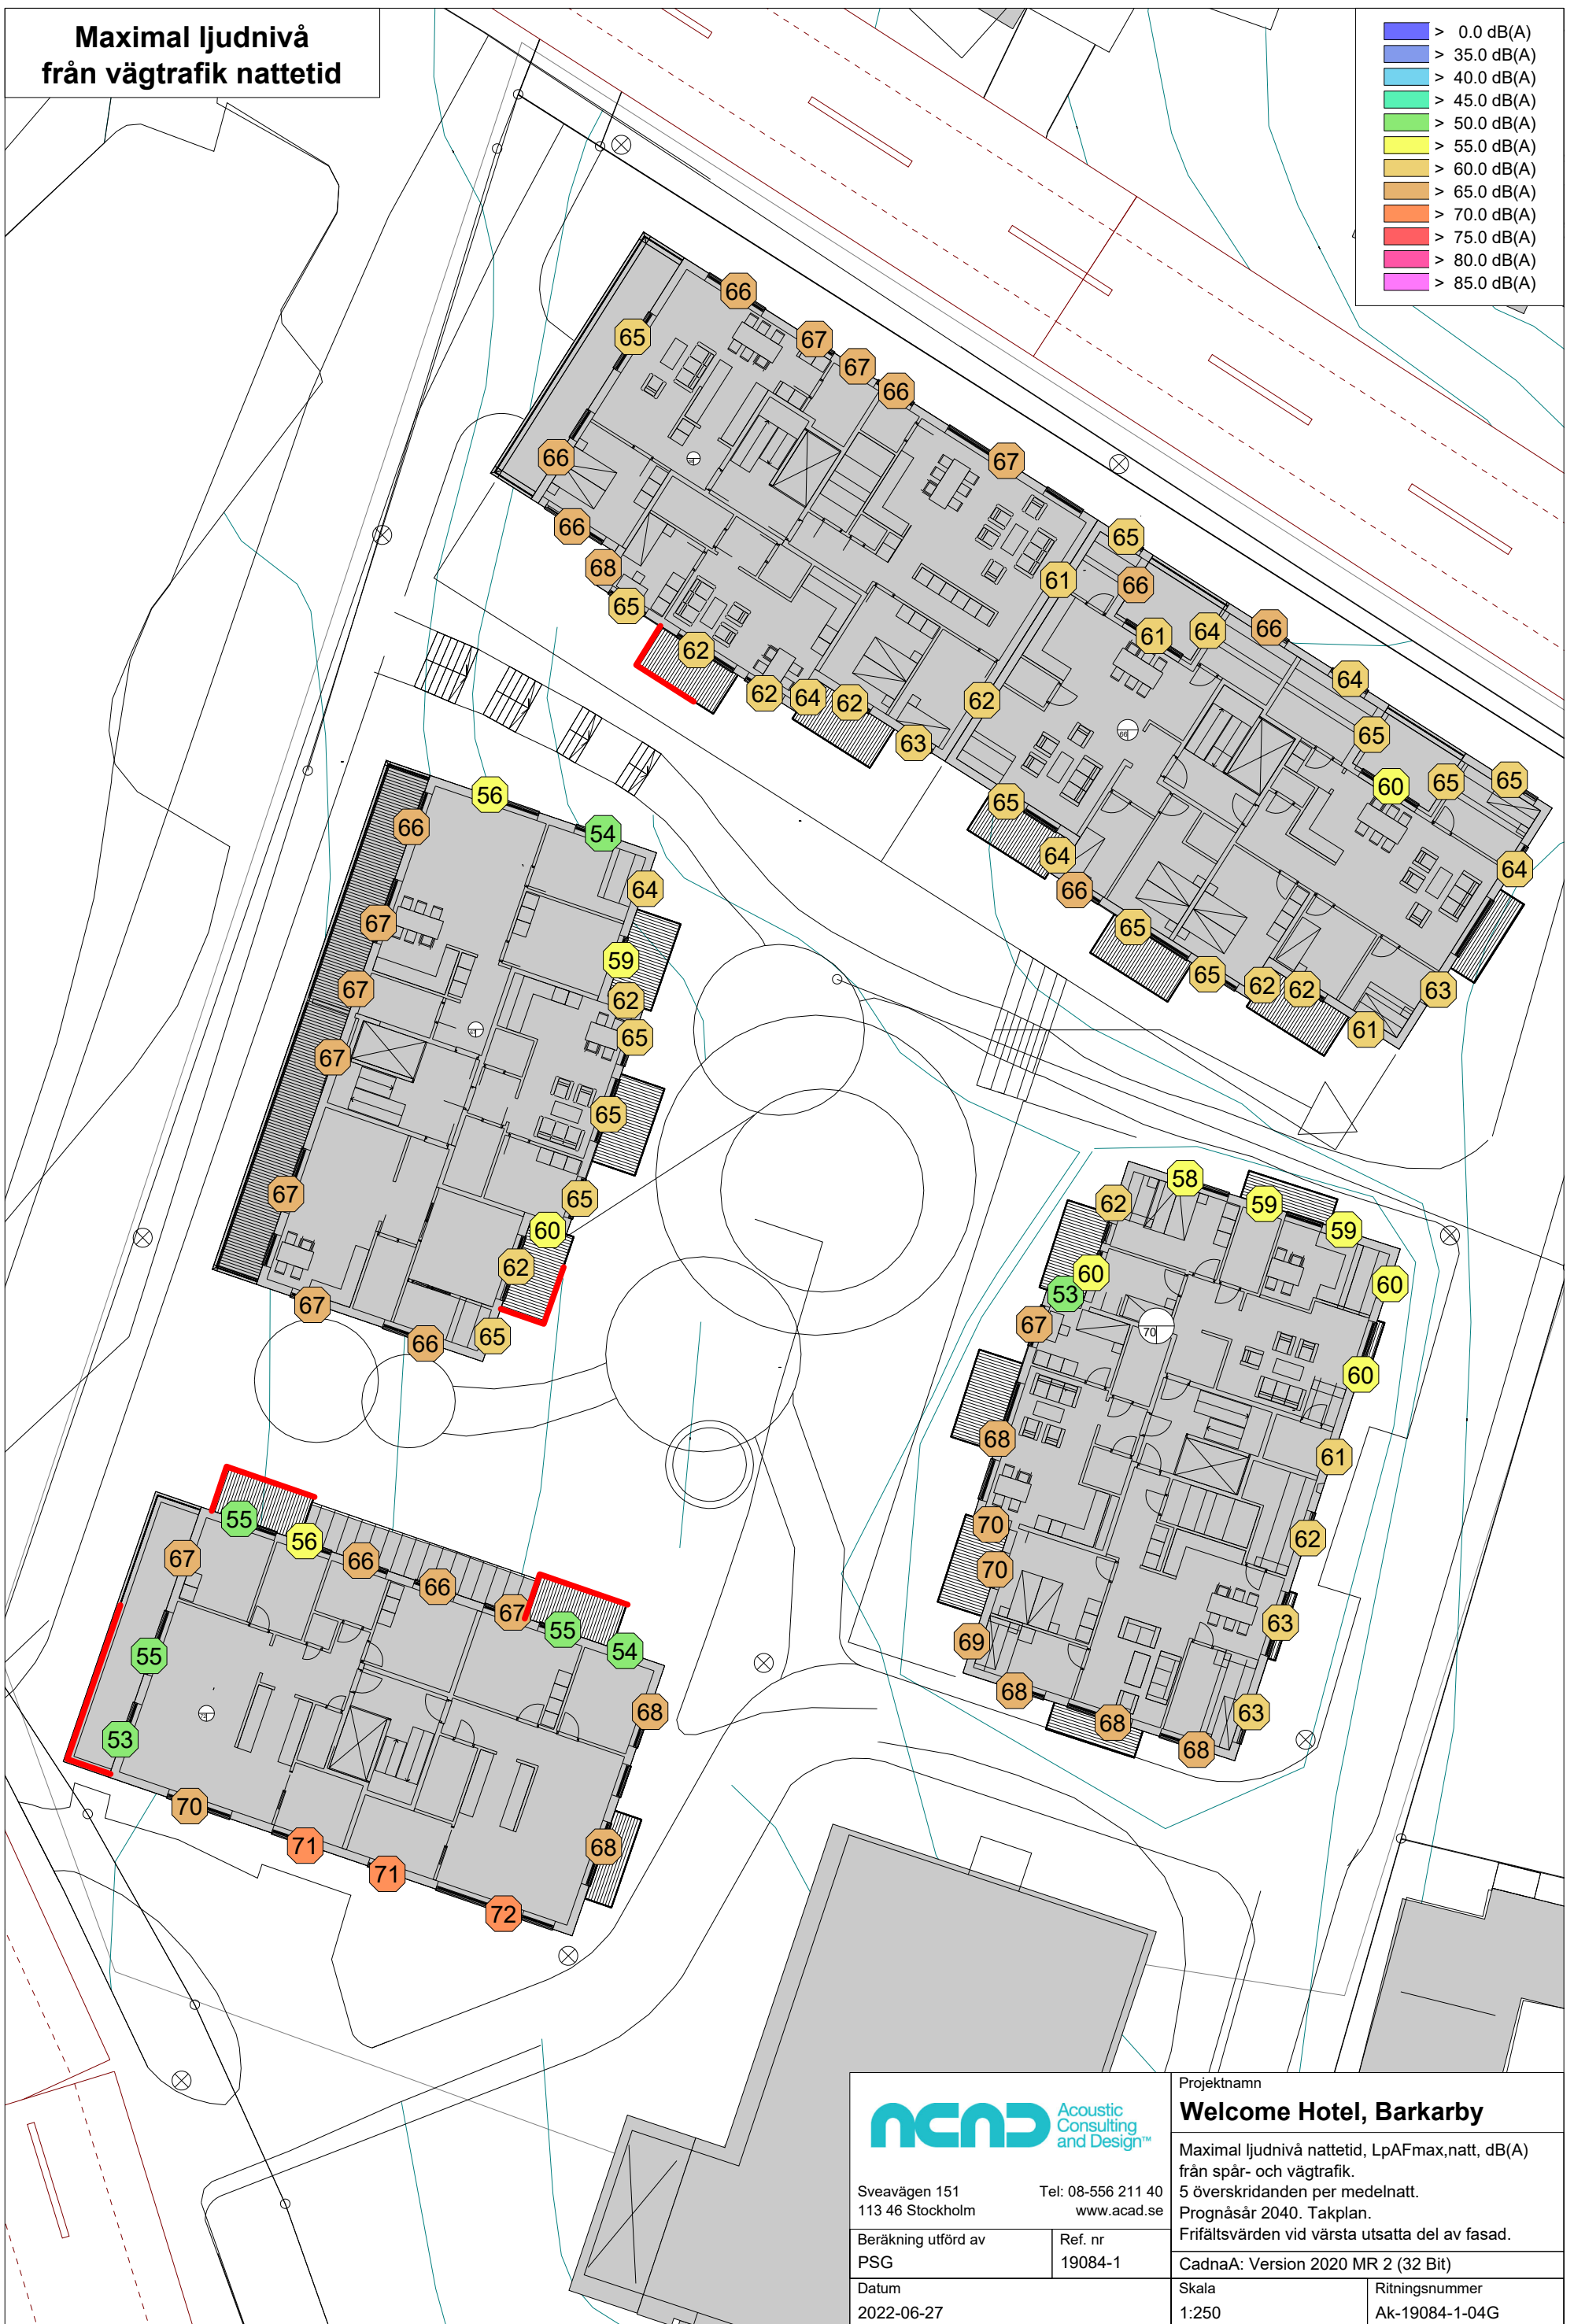 Maximal ljudnivå
från vägtrafik nattetid
> 0.0 dB(A)
> 35.0 dB(A)
> 40.0 dB(A)
> 45.0 dB(A)
> 50.0 dB(A)
> 55.0 dB(A)
> 60.0 dB(A)
> 65.0 dB(A)
> 70.0 dB(A)
> 75.0 dB(A)
> 80.0 dB(A)
> 85.0 dB(A)
66
65
67
67
66
66
67
66
68
65
65
61
66
62
61
64
66
62
64
62
62
63
64
65
65
60
65
65
64
65
64
66
65
65
62
62
63
61
66
56
54
66
64
67
59
67
62
65
67
65
67
65
60
62
67
66
65
58
62
59
59
60
60
53
67
60
70
68
61
70
62
70
63
69
68
68
68
63
55
56
67
66
66
67
55
54
55
53
68
70
71
71
68
72
ACAD
Acoustic
Consulting
and Design™
Sveavägen 151
Tel: 08-556 211 40
113 46 Stockholm
www.acad.se
Beräkning utförd av
PSG
Ref. nr
19084-1
Datum
2022-06-27
Projektnamn
Welcome Hotel, Barkarby
Maximal ljudnivå nattetid, LpAFmax,natt, dB(A)
från spår- och vägtrafik.
5 överskridanden per medelnatt.
Prognåsår 2040. Takplan.
Frifältsvärden vid värsta utsatta del av fasad.
CadnaA: Version 2020 MR 2 (32 Bit)
Skala
1:250
Ritningsnummer
Ak-19084-1-04G